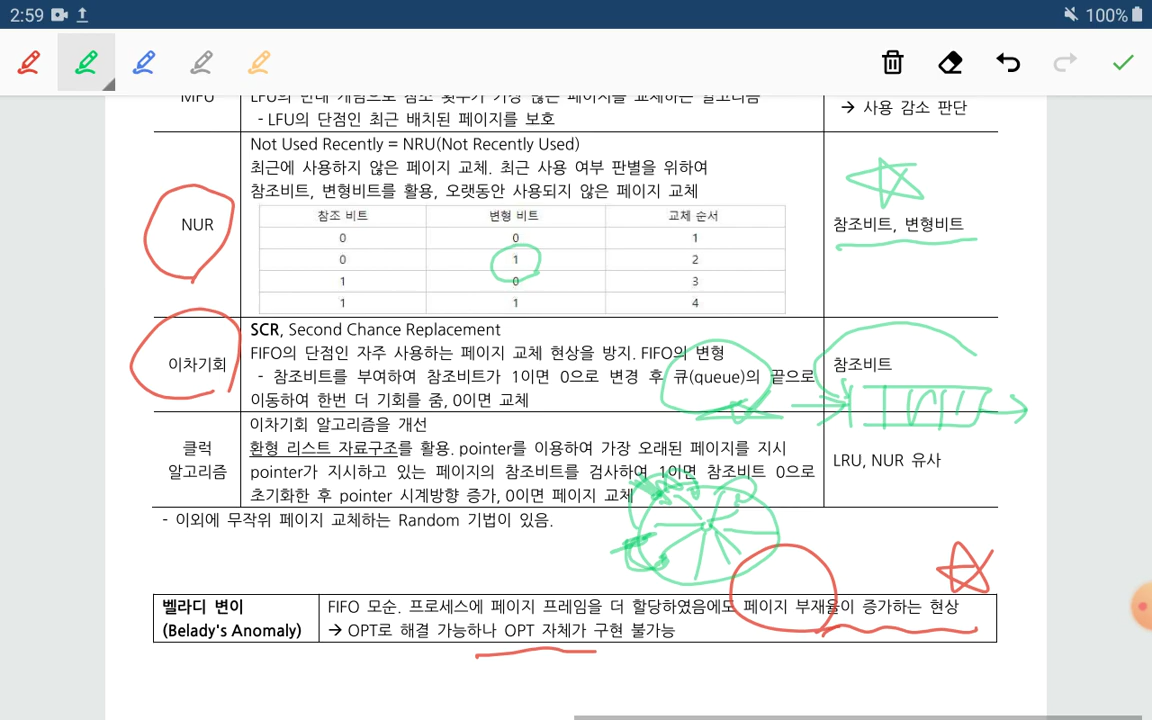 2:59
100%
MFU
LFU의 반대 개념으로 참조 횟수가 가장 많은 페이지를 교체하는 알고리즘
- LFU의 단점인 최근 배치된 페이지를 보호
→ 사용 감소 판단
NUR
Not Used Recently = NRU(Not Recently Used)
최근에 사용하지 않은 페이지 교체. 최근 사용 여부 판별을 위하여
참조비트, 변형비트를 활용, 오랫동안 사용되지 않은 페이지 교체
참조 비트 변형 비트 교체 순서
0 0 1
0 1 2
1 0 3
1 1 4
참조비트, 변형비트
이차기회
SCR, Second Chance Replacement
FIFO의 단점인 자주 사용하는 페이지 교체 현상을 방지. FIFO의 변형
- 참조비트를 부여하여 참조비트가 1이면 0으로 변경 후 큐(queue)의 끝으로
이동하여 한번 더 기회를 줌, 0이면 교체
참조비트
클럭
알고리즘
이차기회 알고리즘을 개선
환형 리스트 자료구조를 활용. pointer를 이용하여 가장 오래된 페이지를 지시
pointer가 지시하고 있는 페이지의 참조비트를 검사하여 1이면 참조비트 0으로
초기화한 후 pointer 시계방향 증가, 0이면 페이지 교체
LRU, NUR 유사
- 이외에 무작위 페이지 교체하는 Random 기법이 있음.
벨라디 변이
(Belady's Anomaly)
FIFO 모순. 프로세스에 페이지 프레임을 더 할당하였음에도 페이지 부재율이 증가하는 현상
→ OPT로 해결 가능하나 OPT 자체가 구현 불가능